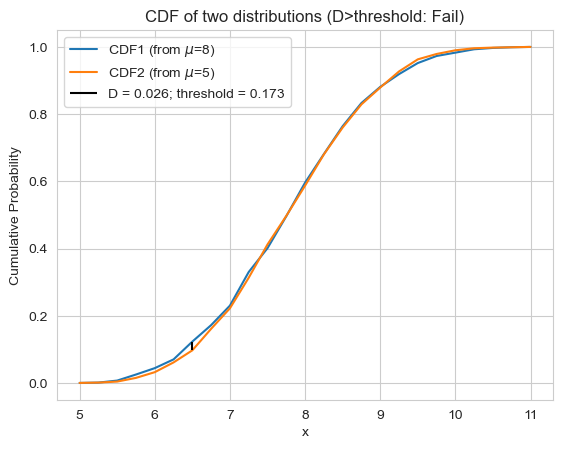 CDF of two distributions (D>threshold: Fail)
CDF1 (from μ=8)
CDF2 (from μ=5)
D = 0.026; threshold = 0.173
Cumulative Probability
1.0
0.8
0.6
0.4
0.2
0.0
5 6 7 8 9 10 11
x